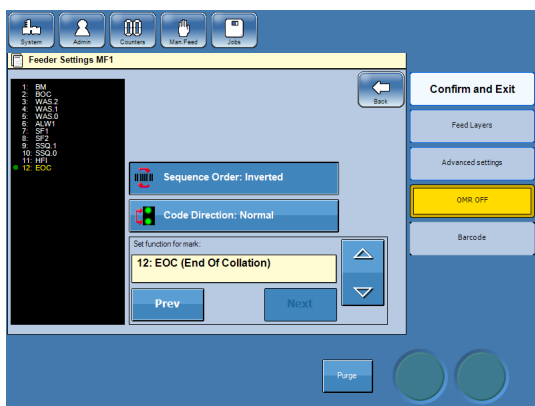 System
Admin
Counters
Man.Feed
Jobs
Feeder Settings MF1
1: BM
2: BOC
3: WAS.2
4: WAS.1
5: WAS.0
6: ALW1
7: SF1
8: SF2
9: SSQ.1
10: SSQ.0
11: HFI
12: EOC
Back
Sequence Order: Inverted
Code Direction: Normal
Set function for mark:
12: EOC (End Of Collation)
Prev
Next
Confirm and Exit
Feed Layers
Advanced settings
OMR OFF
Barcode
Purge